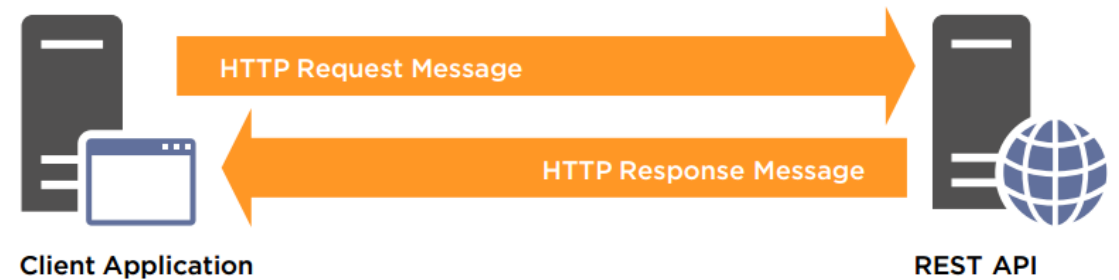 HTTP Request Message
HTTP Response Message
Client Application
REST API